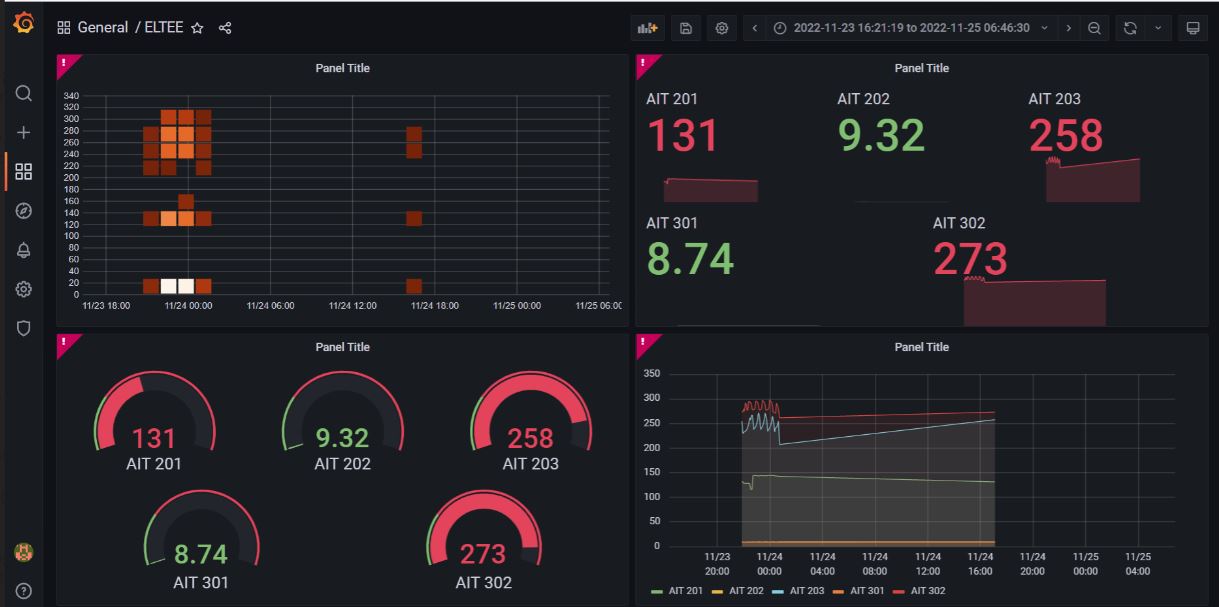 General / ELTEE
2022-11-23 16:21:19 to 2022-11-25 06:46:30
!
Panel Title
340
320
300
280
260
240
220
200
180
160
140
120
100
80
60
40
20
0
11/23 18:00 11/24 00:00 11/24 06:00 11/24 12:00 11/24 18:00 11/25 00:00 11/25 06:00
!
Panel Title
AIT 201 AIT 202 AIT 203
131 9.32 258
AIT 301 AIT 302
8.74 273
!
Panel Title
131 9.32 258
AIT 201 AIT 202 AIT 203
8.74 273
AIT 301 AIT 302
!
Panel Title
350
300
250
200
150
100
50
0
11/23 11/24 11/24 11/24 11/24 11/24 11/24 11/25 11/25
20:00 00:00 04:00 08:00 12:00 16:00 20:00 00:00 04:00
AIT 201 AIT 202 AIT 203 AIT 301 AIT 302